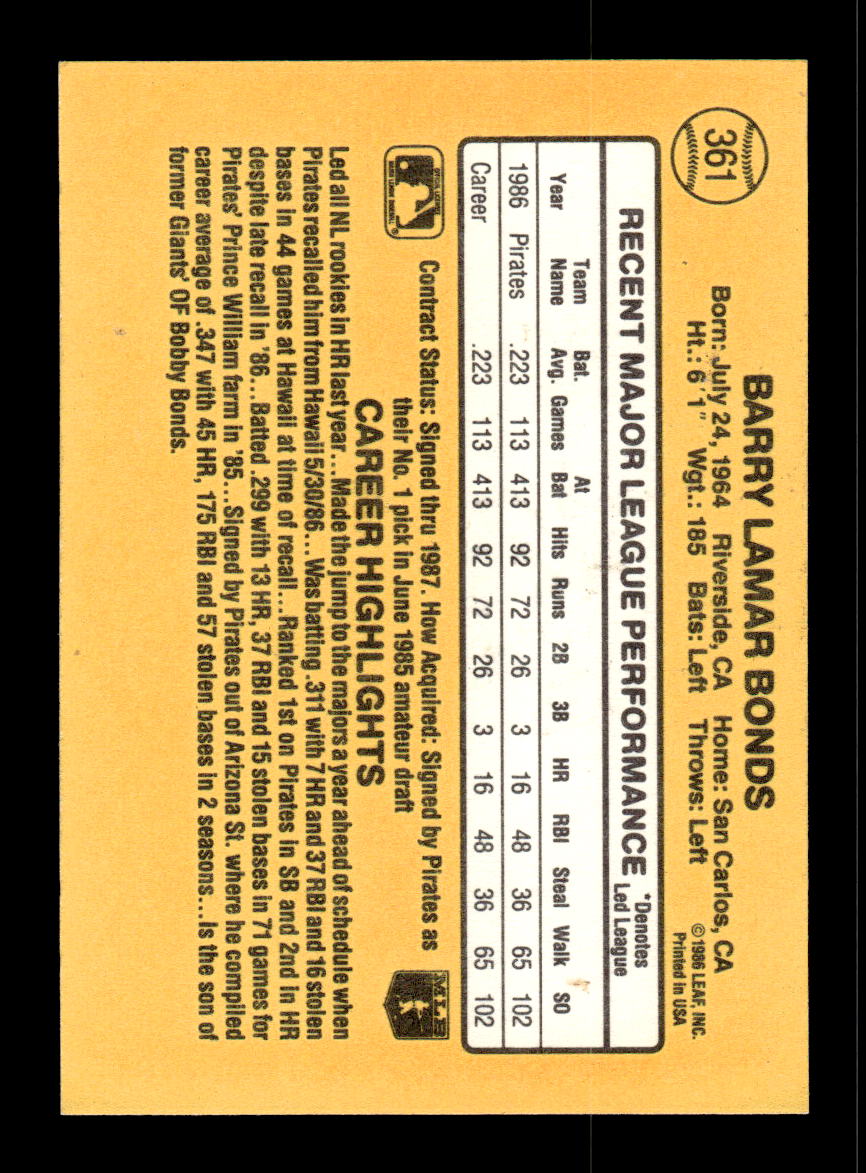 361
BARRY LAMAR BONDS
Born: July 24, 1964 Riverside, CA Home: San Carlos, CA
Ht.: 6'1" Wgt.: 185 Bats: Left Throws: Left
©1986 LEAF, INC.
Printed in USA
RECENT MAJOR LEAGUE PERFORMANCE
*Denotes
Led League
Team Bat. At
Year Name Avg. Games Bat Hits Runs 2B 3B HR RBI Steal Walk SO
1986 Pirates .223 113 413 92 72 26 3 16 48 36 65 102
Career .223 113 413 92 72 26 3 16 48 36 65 102
Contract Status: Signed thru 1987. How Acquired: Signed by Pirates as
their No. 1 pick in June 1985 amateur draft
MLB
CAREER HIGHLIGHTS
Led all NL rookies in HR last year...Made the jump to the majors a year ahead of schedule when
Pirates recalled him from Hawaii 5/30/86...Was batting .311 with 7 HR and 37 RBI and 16 stolen
bases in 44 games at Hawaii at time of recall...Ranked 1st on Pirates in SB and 2nd in HR
despite late recall in '86...Batted .299 with 13 HR, 37 RBI and 15 stolen bases in 71 games for
Pirates' Prince William farm in '85...Signed by Pirates out of Arizona St. where he compiled
career average of .347 with 45 HR, 175 RBI and 57 stolen bases in 2 seasons...Is the son of
former Giants' OF Bobby Bonds.